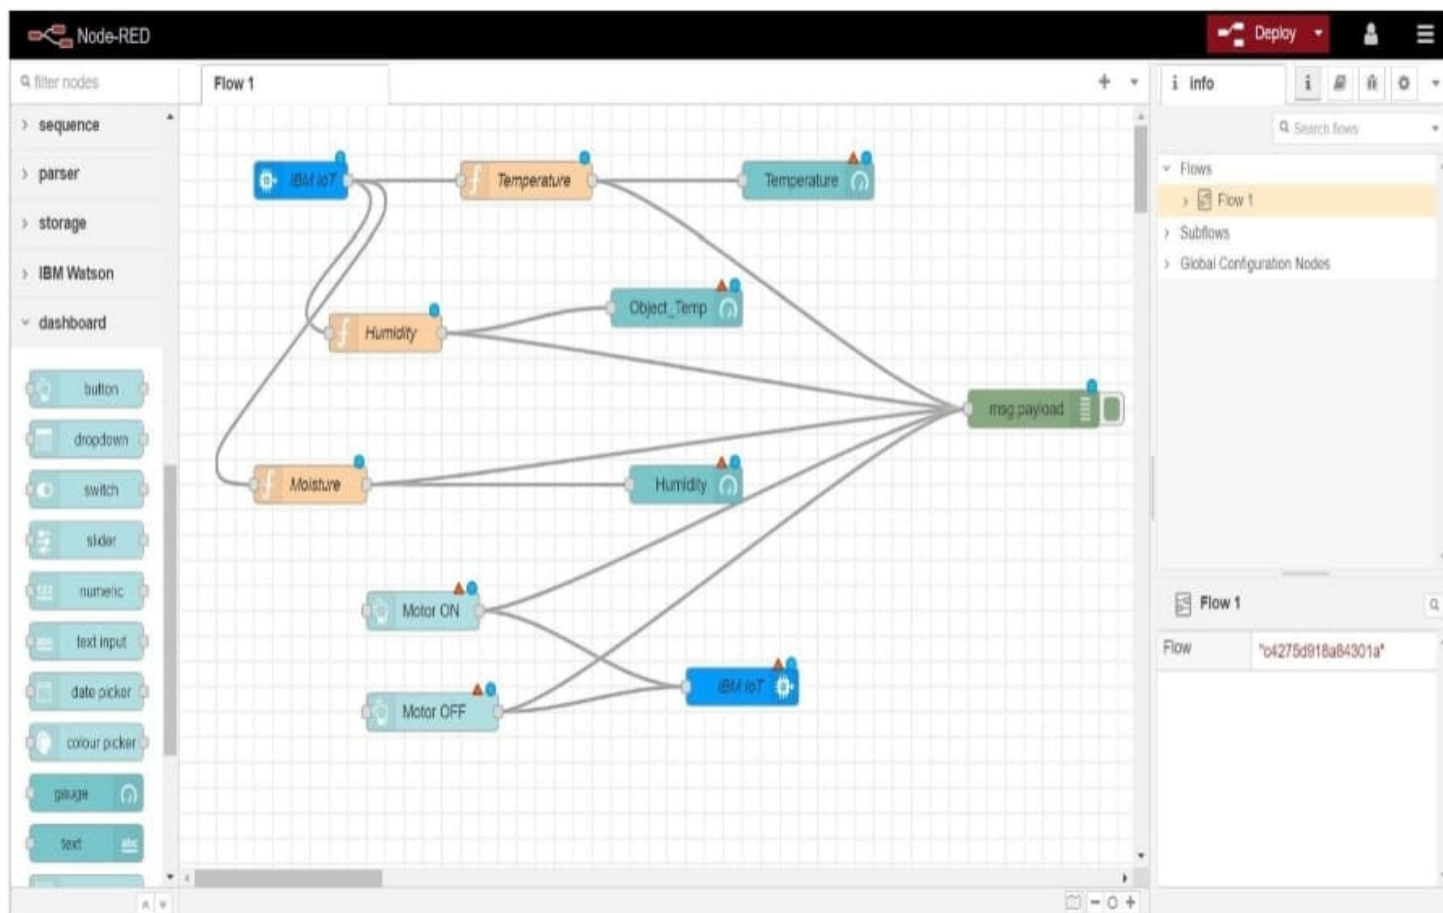 Node-RED
Deploy
filter nodes
Flow 1
info
sequence
parser
storage
IBM Watson
dashboard
button
dropdown
switch
slider
numeric
text input
date picker
colour picker
gauge
text
abc
IBM IoT
Temperature
Temperature
Humidity
Object_Temp
msg.payload
Moisture
Humidity
Motor ON
IBM IoT
Motor OFF
Search flows
Flows
Flow 1
Subflows
Global Configuration Nodes
Flow 1
Flow
"c4275d918a84301a"